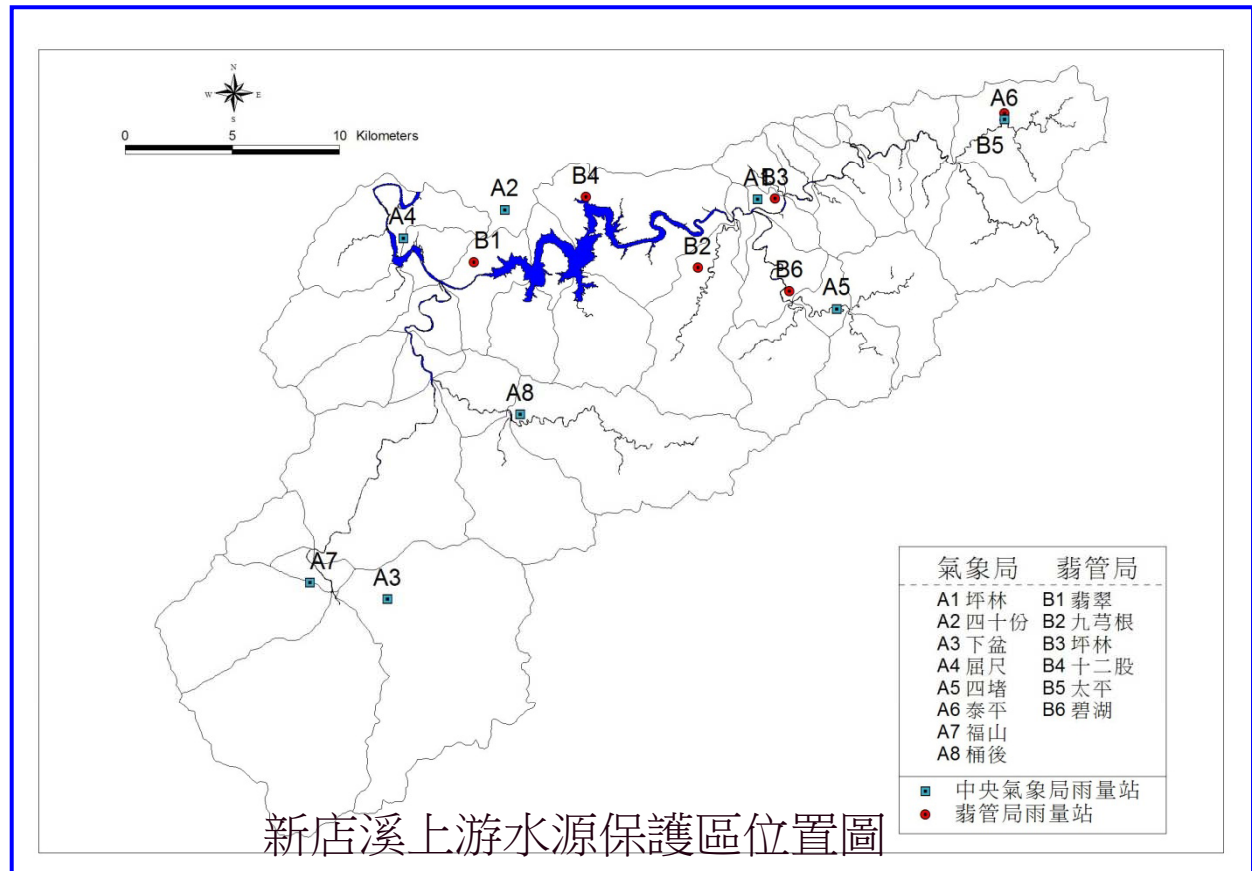 N
W E
S
0 5 10 Kilometers
A6
B5
A2
B4
A1
B3
A4
B1
B2
B6
A5
A8
A7
A3
氣象局 翡管局
A1 坪林 B1 翡翠
A2 四十份 B2 九芎根
A3 下盆 B3 坪林
A4 屈尺 B4 十二股
A5 四堵 B5 太平
A6 泰平 B6 碧湖
A7 福山
A8 桶後
中央氣象局雨量站
翡管局雨量站
新店溪上游水源保護區位置圖